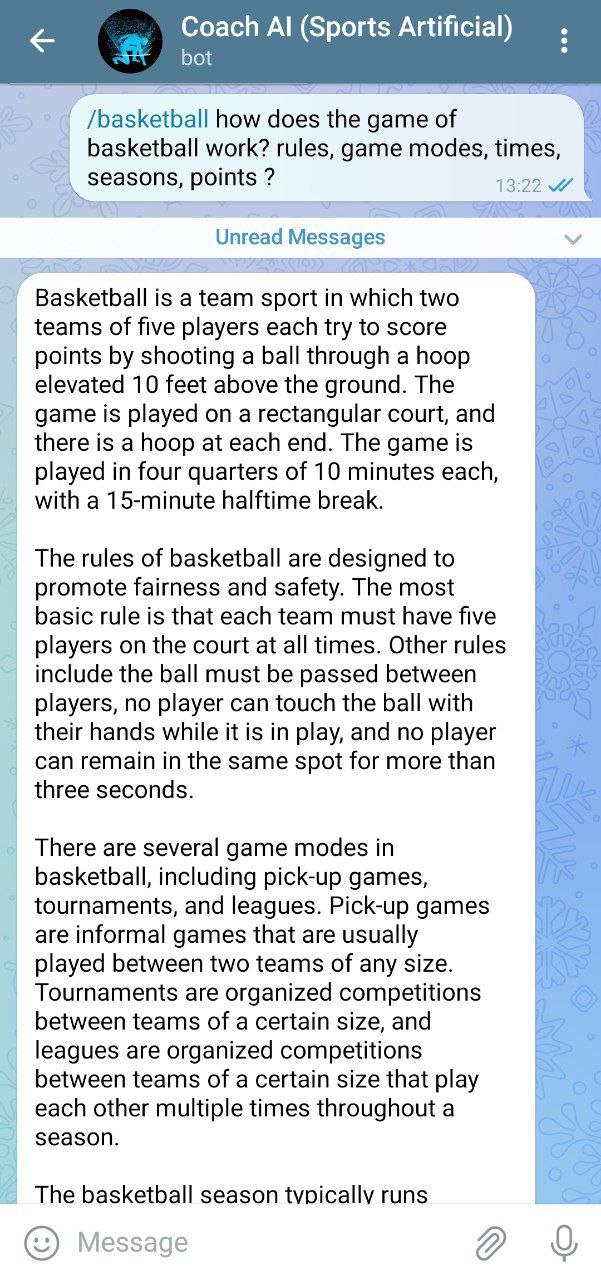 Coach AI (Sports Artificial)
bot
/basketball how does the game of
basketball work? rules, game modes, times,
seasons, points ?
13:22
Unread Messages
Basketball is a team sport in which two
teams of five players each try to score
points by shooting a ball through a hoop
elevated 10 feet above the ground. The
game is played on a rectangular court, and
there is a hoop at each end. The game is
played in four quarters of 10 minutes each,
with a 15-minute halftime break.
The rules of basketball are designed to
promote fairness and safety. The most
basic rule is that each team must have five
players on the court at all times. Other rules
include the ball must be passed between
players, no player can touch the ball with
their hands while it is in play, and no player
can remain in the same spot for more than
three seconds.
There are several game modes in
basketball, including pick-up games,
tournaments, and leagues. Pick-up games
are informal games that are usually
played between two teams of any size.
Tournaments are organized competitions
between teams of a certain size, and
leagues are organized competitions
between teams of a certain size that play
each other multiple times throughout a
season.
The basketball season typically runs
Message